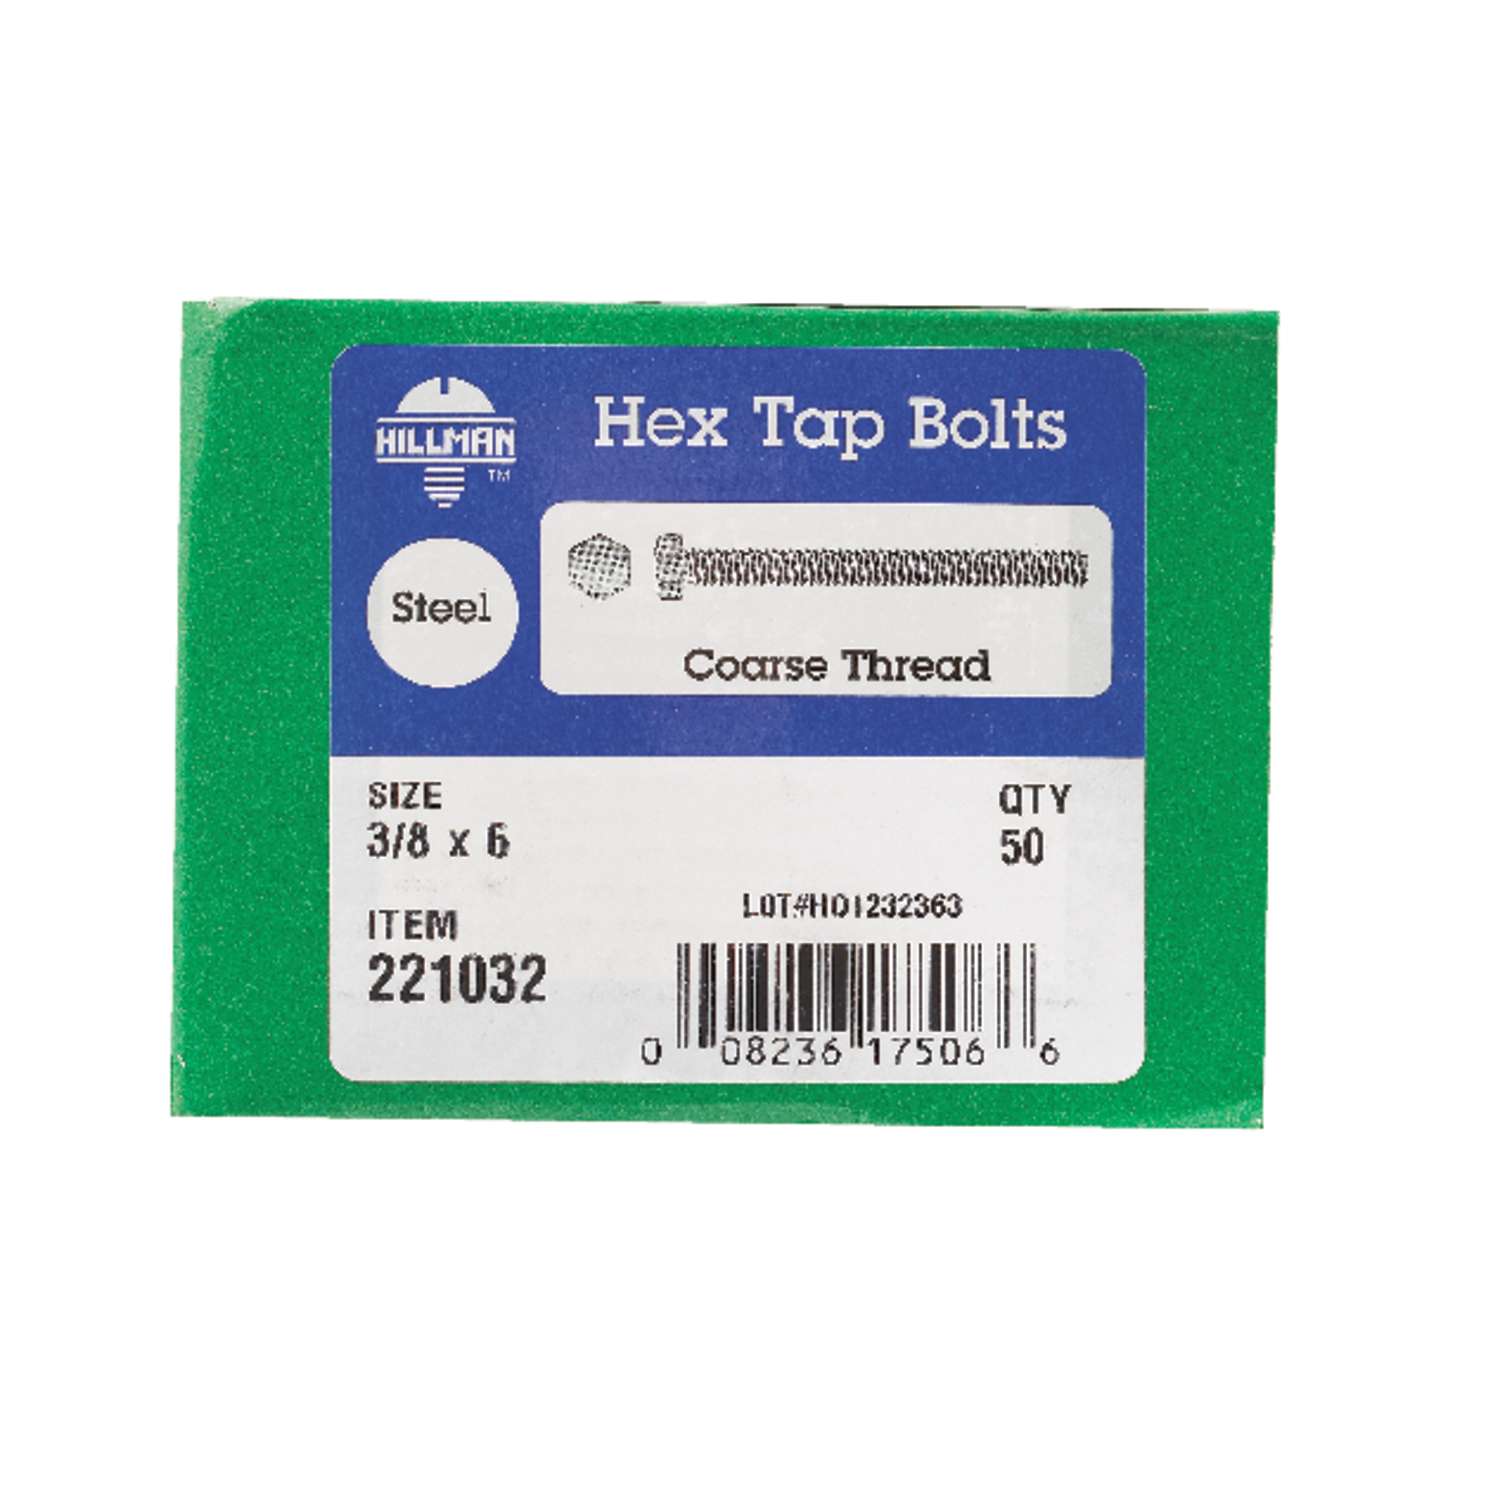 HILLMAN
TM
Hex Tap Bolts
Steel
Coarse Thread
SIZE
3/8 x 6
QTY
50
LOT#H01232363
ITEM
221032
0 08236 17506 6